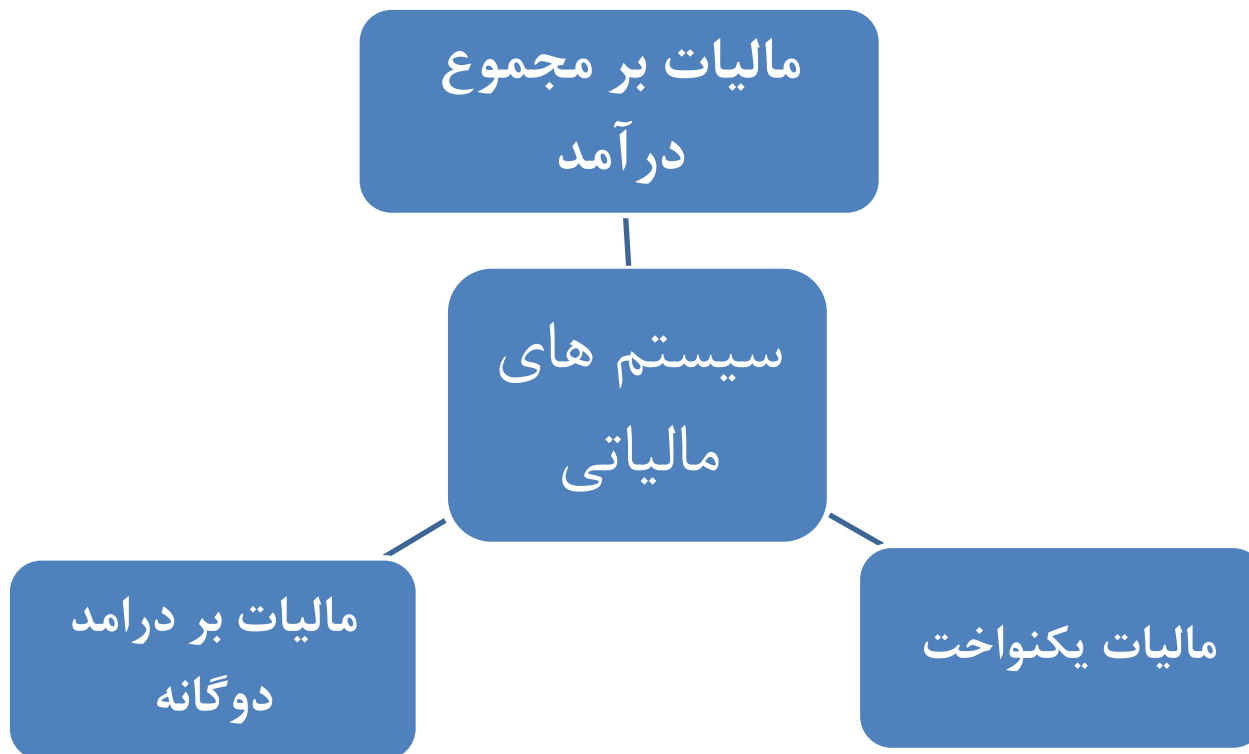 مالیات بر مجموع
درآمد
سیستم های
مالیاتی
مالیات یکنواخت
مالیات بر درامد
دوگانه